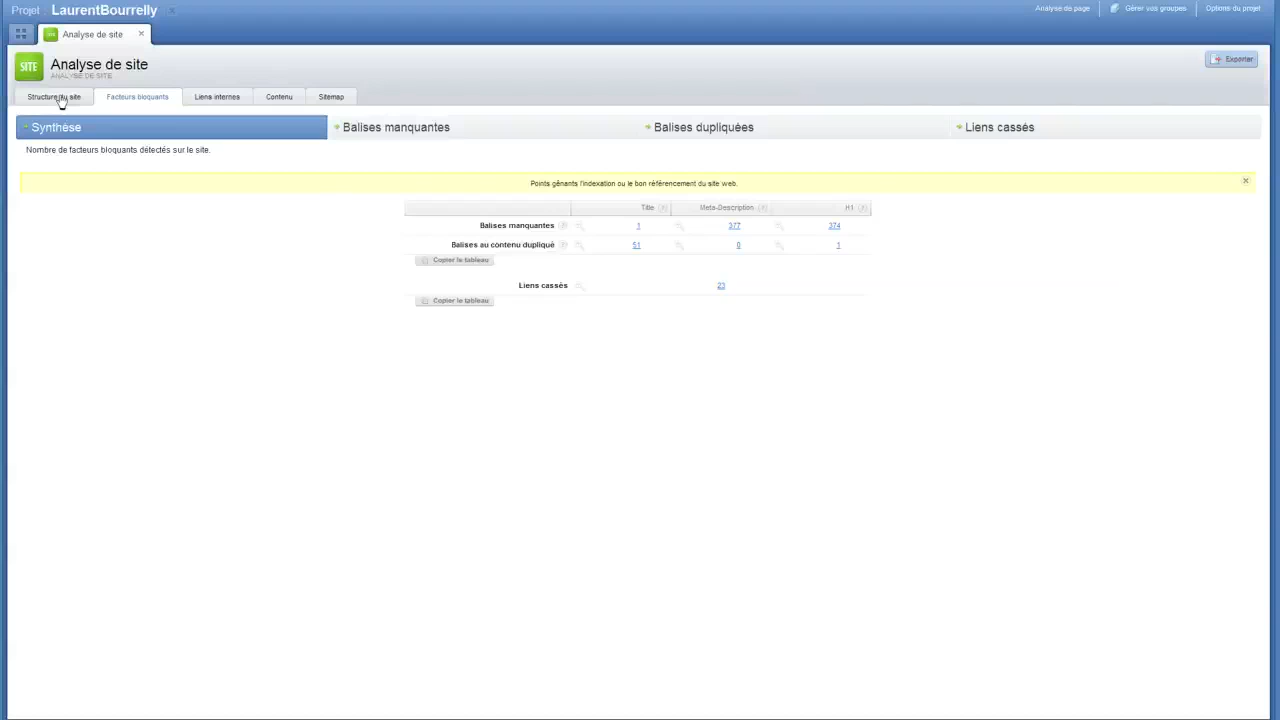 Projet LaurentBourrelly
Analyse de page
Gérer vos groupes
Options du projet
SITE Analyse de site
SITE Analyse de site
ANALYSE DE SITE
Exporter
Structure du site
Facteurs bloquants
Liens internes
Contenu
Sitemap
Synthèse
Balises manquantes
Balises dupliquées
Liens cassés
Nombre de facteurs bloquants détectés sur le site.
Points gênants l'indexation ou le bon référencement du site web.
Title Meta-Description H1
Balises manquantes 1 377 374
Balises au contenu dupliqué 51 0 1
Copier le tableau
Liens cassés 23
Copier le tableau